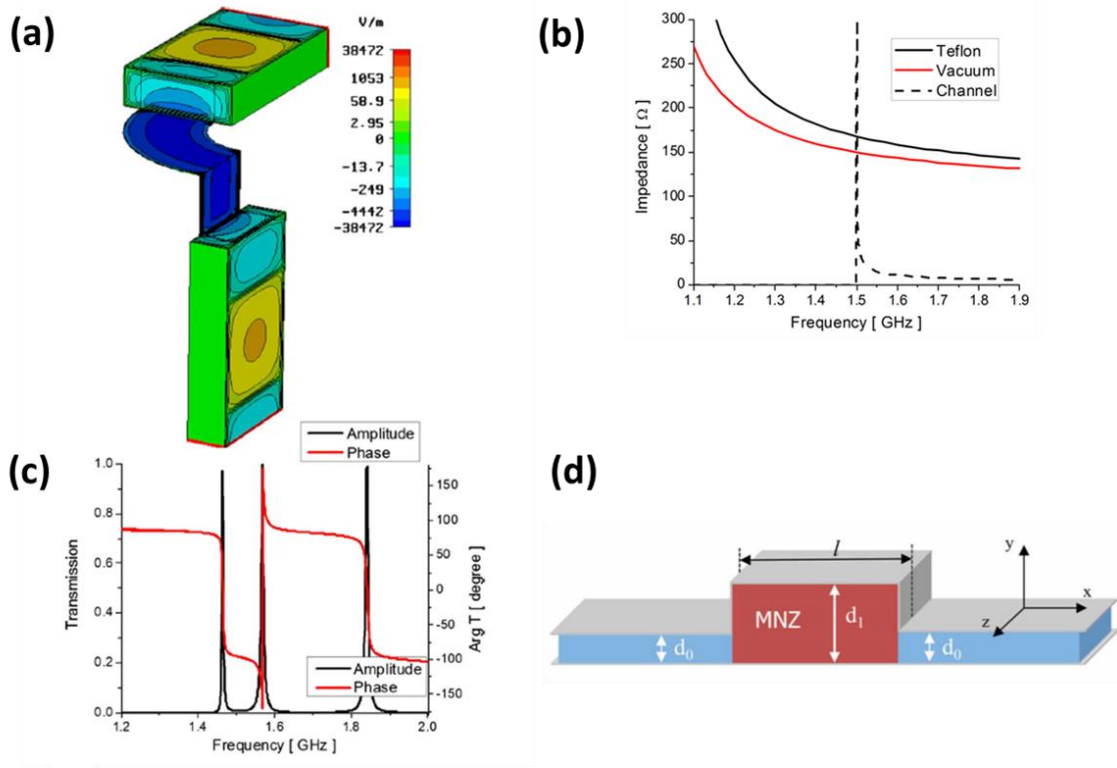 (a)
V/m
38472
1053
58.9
2.95
0
-13.7
-249
-4442
-38472
(b)
300
250
200
150
100
50
0
Impedance [ Ω ]
Teflon
Vacuum
Channel
1.1 1.2 1.3 1.4 1.5 1.6 1.7 1.8 1.9
Frequency [ GHz ]
(c)
Amplitude
Phase
1.0
0.8
0.6
0.4
0.2
0.0
Transmission
150
100
50
0
-50
-100
-150
Arg T [ degree ]
Amplitude
Phase
1.2 1.4 1.6 1.8 2.0
Frequency [ GHz ]
(d)
l
y
x
z
MNZ
d1
d0
d0